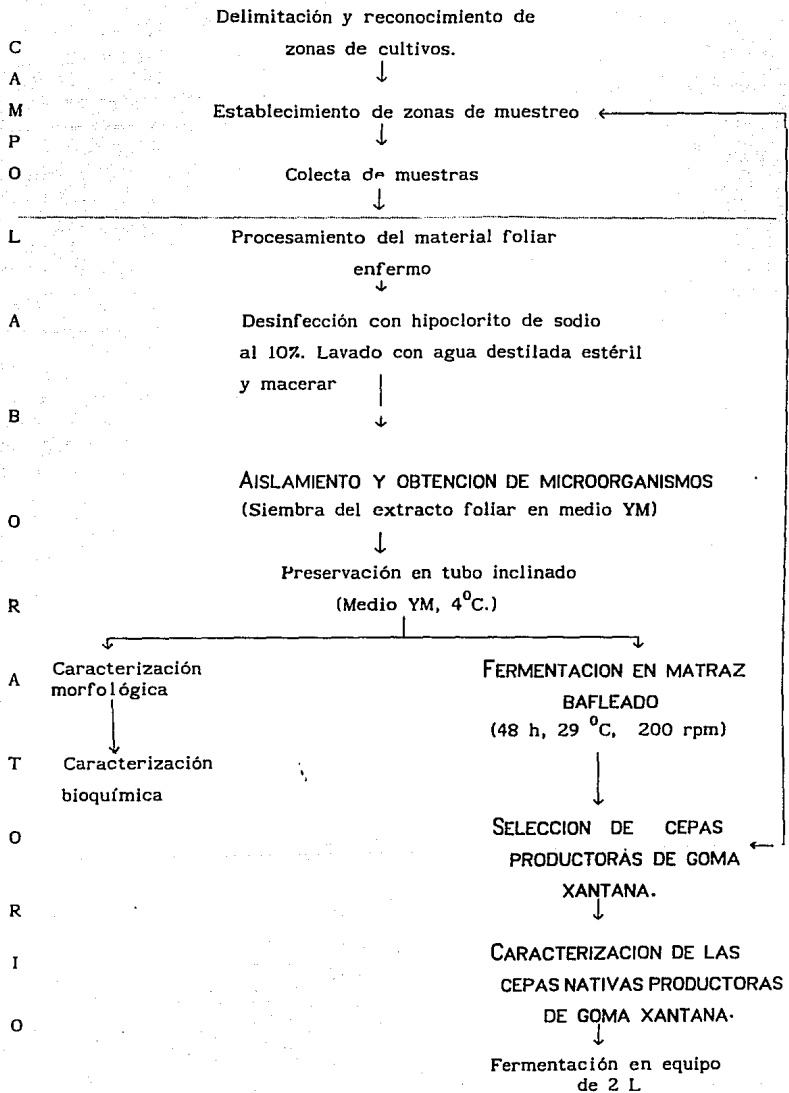 Delimitación y reconocimiento de
zonas de cultivos.
C
A
M
P
O
Establecimiento de zonas de muestreo
Colecta de muestras
L
A
B
O
R
A
T
O
R
I
O
Procesamiento del material foliar
enfermo
Desinfección con hipoclorito de sodio
al 10%. Lavado con agua destilada estéril
y macerar
AISLAMIENTO Y OBTENCION DE MICROORGANISMOS
(Siembra del extracto foliar en medio YM)
Preservación en tubo inclinado
(Medio YM, 4⁰C.)
Caracterización
morfológica
Caracterización
bioquímica
FERMENTACION EN MATRAZ
BAFLEADO
(48 h, 29 ⁰C, 200 rpm)
SELECCION DE CEPAS
PRODUCTORAS DE GOMA
XANTANA.
CARACTERIZACION DE LAS
CEPAS NATIVAS PRODUCTORAS
DE GOMA XANTANA.
Fermentación en equipo
de 2 L